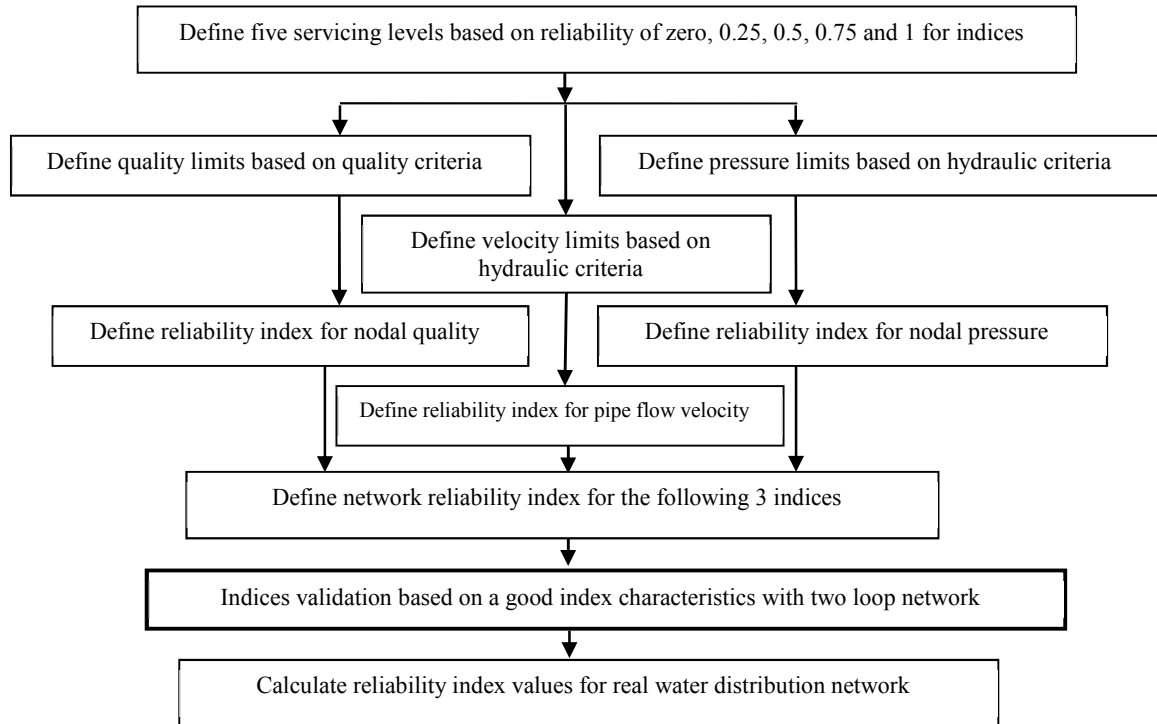 Define five servicing levels based on reliability of zero, 0.25, 0.5, 0.75 and 1 for indices
Define quality limits based on quality criteria
Define pressure limits based on hydraulic criteria
Define velocity limits based on
hydraulic criteria
Define reliability index for nodal quality
Define reliability index for nodal pressure
Define reliability index for pipe flow velocity
Define network reliability index for the following 3 indices
Indices validation based on a good index characteristics with two loop network
Calculate reliability index values for real water distribution network